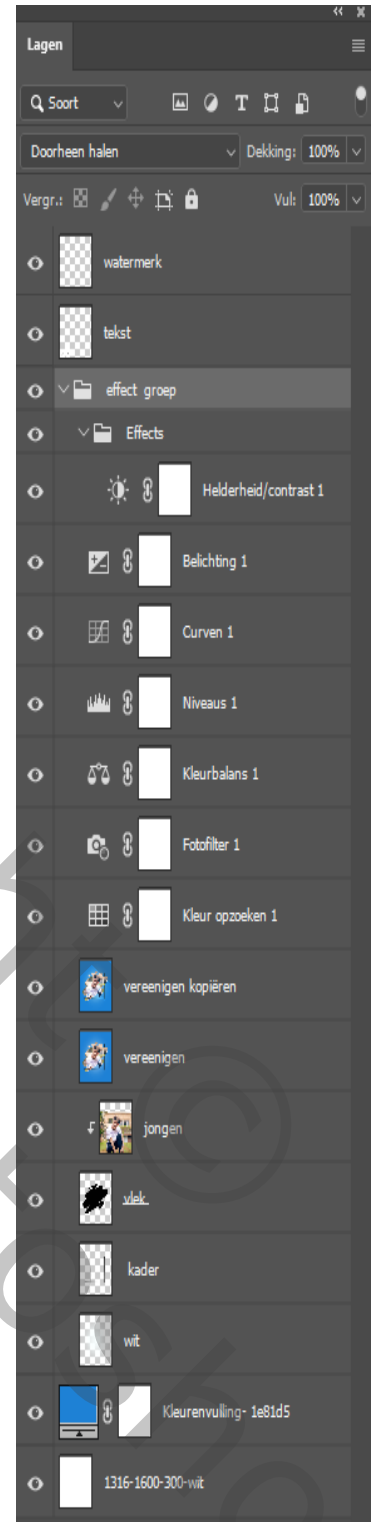 Lagen
Soort
Doorheen halen Dekking: 100%
Vergr.: Vul: 100%
watermerk
tekst
effect groep
Effects
Helderheid/contrast 1
Belichting 1
Curven 1
Niveaus 1
Kleurbalans 1
Fotofilter 1
Kleur opzoeken 1
vereenigen kopiëren
vereenigen
jongen
vlek
kader
wit
Kleurenvulling- 1e81d5
1316-1600-300-wit